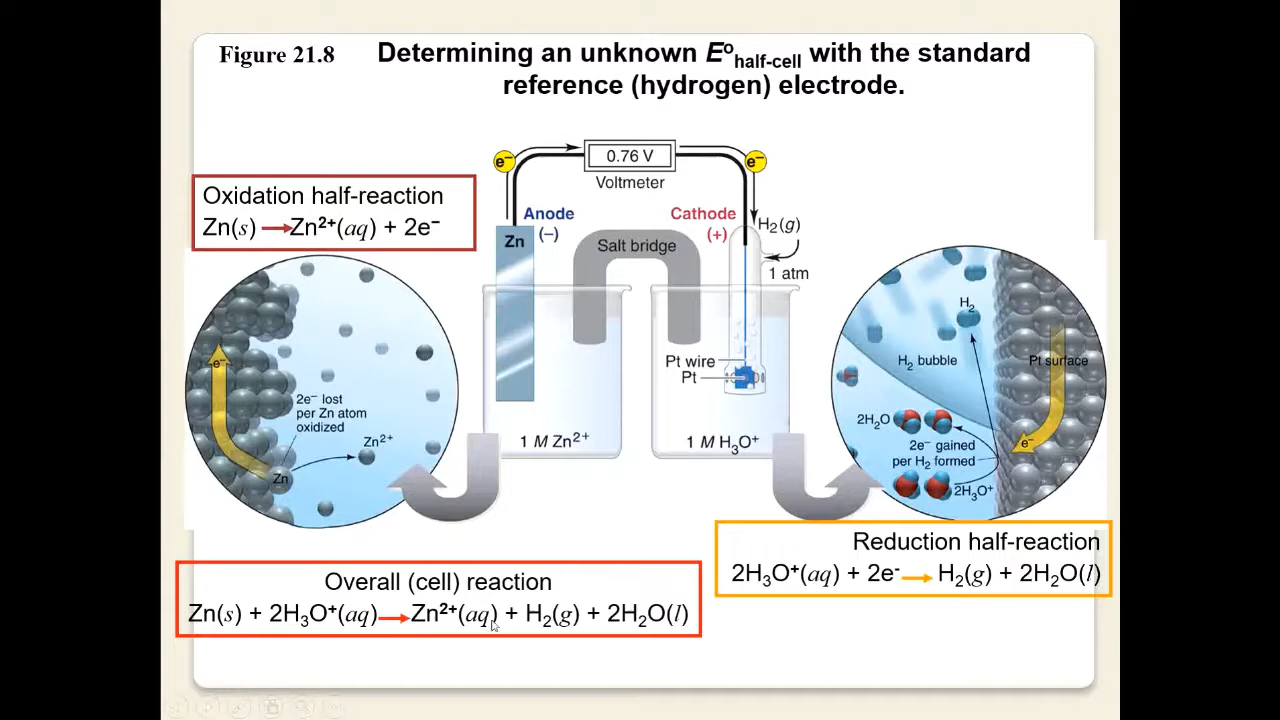 Figure 21.8
Determining an unknown E°half-cell with the standard
reference (hydrogen) electrode.
Oxidation half-reaction
Zn(s) → Zn²⁺(aq) + 2e⁻
e⁻
0.76 V
e⁻
Voltmeter
Anode
(−)
Zn
Salt bridge
Cathode
(+)
H₂(g)
1 atm
Pt wire
Pt
1 M Zn²⁺
1 M H₃O⁺
e⁻
2e⁻ lost
per Zn atom
oxidized
Zn²⁺
Zn
H₂
H₂ bubble
Pt surface
2H₂O
e⁻
2e⁻ gained
per H₂ formed
2H₃O⁺
Reduction half-reaction
2H₃O⁺(aq) + 2e⁻ → H₂(g) + 2H₂O(l)
Overall (cell) reaction
Zn(s) + 2H₃O⁺(aq) → Zn²⁺(aq) + H₂(g) + 2H₂O(l)